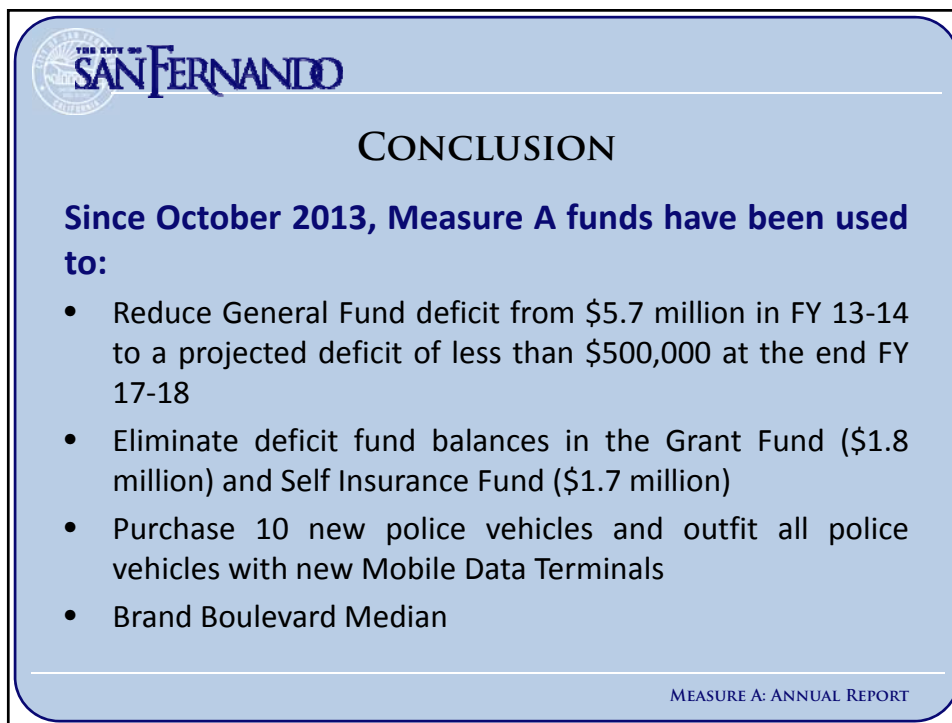 THE CITY OF
SAN FERNANDO
CALIFORNIA
CONCLUSION
Since October 2013, Measure A funds have been used
to:
• Reduce General Fund deficit from $5.7 million in FY 13-14
to a projected deficit of less than $500,000 at the end FY
17-18
• Eliminate deficit fund balances in the Grant Fund ($1.8
million) and Self Insurance Fund ($1.7 million)
• Purchase 10 new police vehicles and outfit all police
vehicles with new Mobile Data Terminals
• Brand Boulevard Median
MEASURE A: ANNUAL REPORT